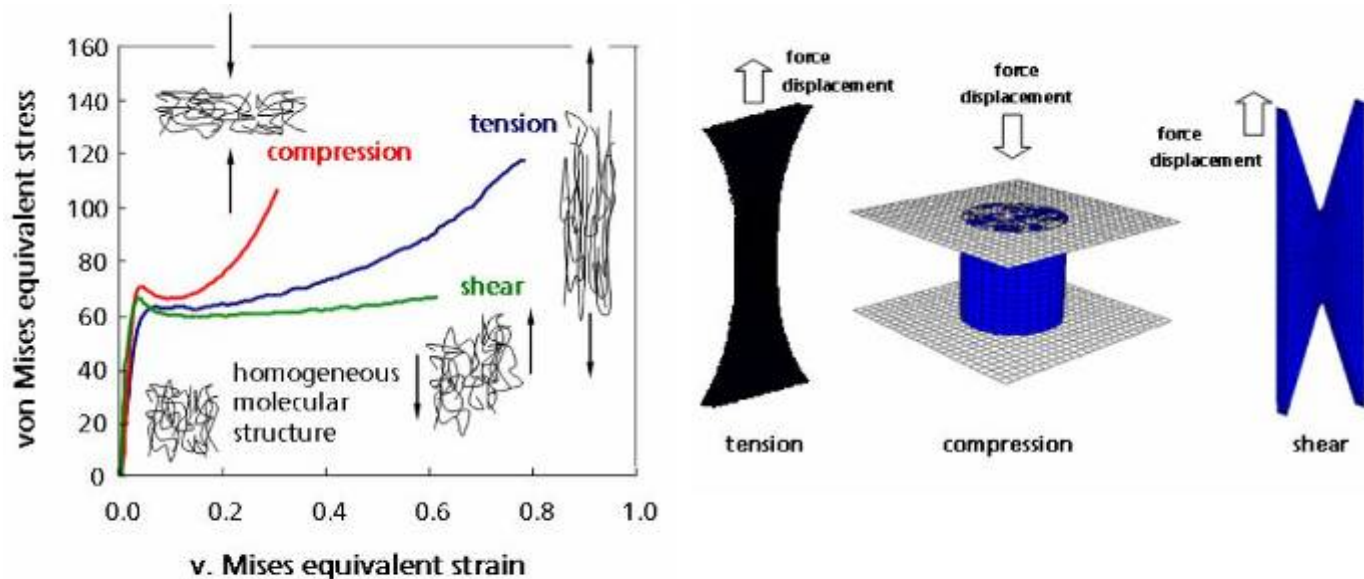 von Mises equivalent stress
160
140
120
100
80
60
40
20
0
0.0 0.2 0.4 0.6 0.8 1.0
v. Mises equivalent strain
compression
tension
shear
homogeneous
molecular
structure
force
displacement
tension
force
displacement
compression
force
displacement
shear